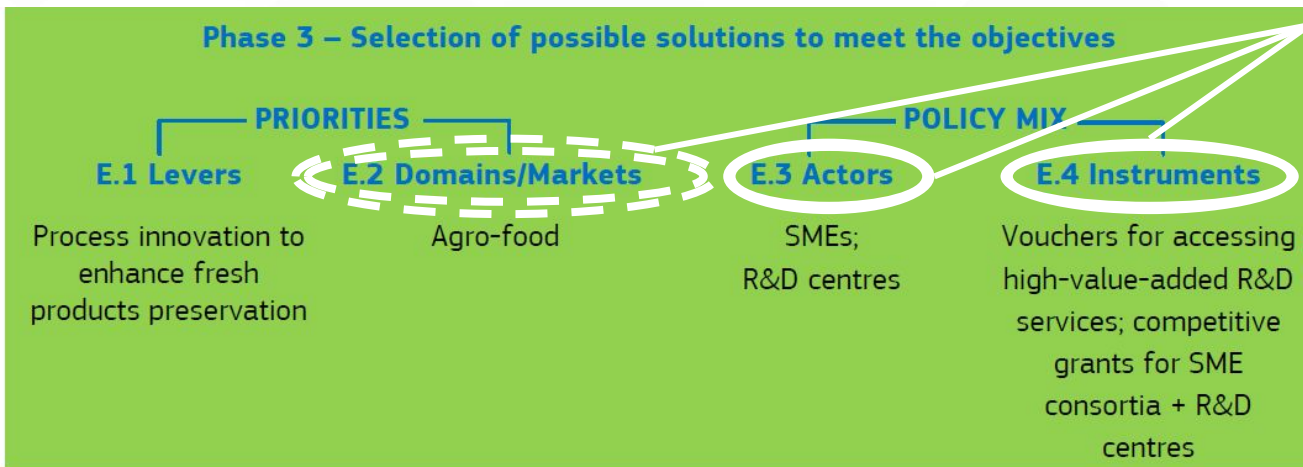 Phase 3 – Selection of possible solutions to meet the objectives
PRIORITIES
POLICY MIX
E.1 Levers
E.2 Domains/Markets
E.3 Actors
E.4 Instruments
Process innovation to
enhance fresh
products preservation
Agro-food
SMEs;
R&D centres
Vouchers for accessing
high-value-added R&D
services; competitive
grants for SME
consortia + R&D
centres